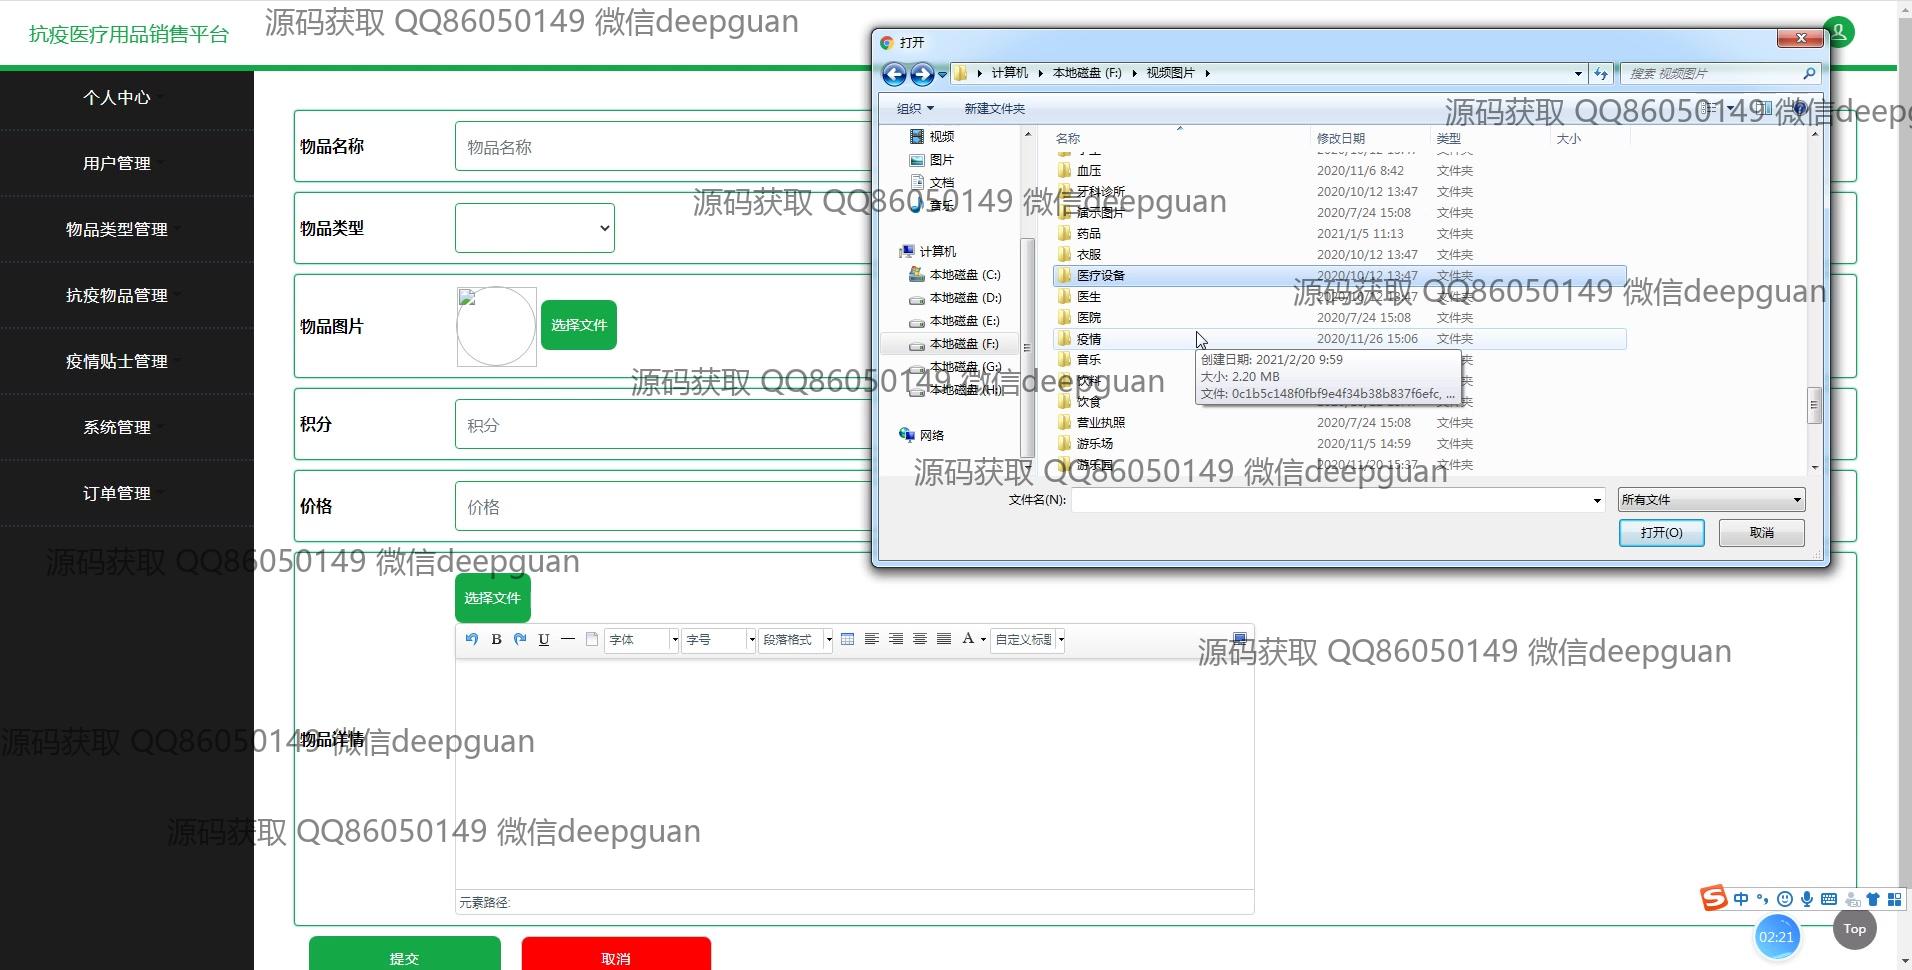 抗疫医疗用品销售平台
源码获取 QQ86050149 微信deepguan
个人中心
用户管理
物品类型管理
抗疫物品管理
疫情贴士管理
系统管理
订单管理
物品名称
物品名称
物品类型
物品图片
选择文件
积分
积分
价格
价格
选择文件
B
U
字体
字号
段落格式
A
自定义标题
物品详情
元素路径:
提交
取消
打开
计算机
本地磁盘 (F:)
视频图片
搜索 视频图片
组织
新建文件夹
源码获取 QQ86050149 微信deepg
视频
图片
文档
音乐
计算机
本地磁盘 (C:)
本地磁盘 (D:)
本地磁盘 (E:)
本地磁盘 (F:)
本地磁盘 (G:)
本地磁盘 (H:)
网络
名称 修改日期 类型 大小
血压 2020/11/6 8:42 文件夹
牙科诊所 2020/10/12 13:47 文件夹
源码获取 QQ86050149 微信deepguan
演示图片 2020/7/24 15:08 文件夹
药品 2021/1/5 11:13 文件夹
衣服 2020/10/12 13:47 文件夹
医疗设备 2020/10/12 13:47 文件夹
源码获取 QQ86050149 微信deepguan
医生 2020/10/12 13:47 文件夹
医院 2020/7/24 15:08 文件夹
疫情 2020/11/26 15:06 文件夹
音乐
创建日期: 2021/2/20 9:59
大小: 2.20 MB
文件: 0c1b5c148f0fbf9e4f34b38b837f6efc, ...
饮料
源码获取 QQ86050149 微信deepguan
饮食
营业执照 2020/7/24 15:08 文件夹
游乐场 2020/11/5 14:59 文件夹
游乐园 2020/11/20 15:37 文件夹
源码获取 QQ86050149 微信deepguan
文件名(N):
所有文件
打开(O)
取消
源码获取 QQ86050149 微信deepguan
源码获取 QQ86050149 微信deepguan
源码获取 QQ86050149 微信deepguan
源码获取 QQ86050149 微信deepguan
中
02:21
Top